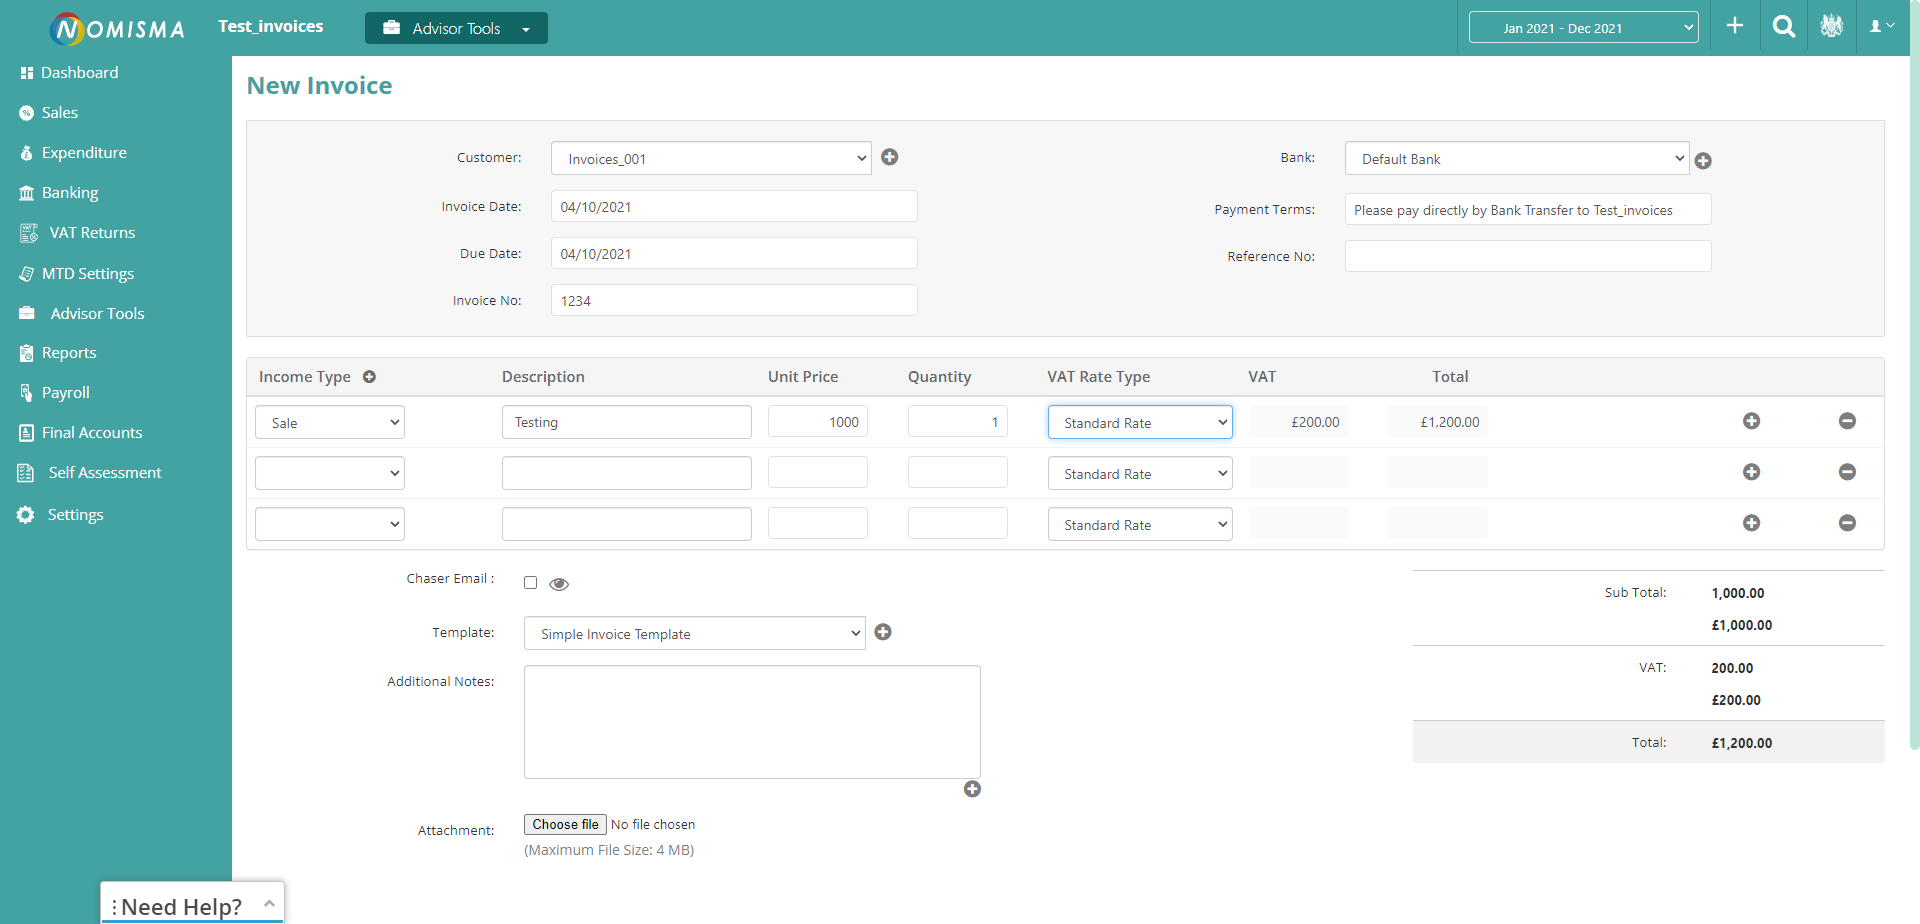 NOMISMA
Test_invoices
Advisor Tools
Jan 2021 - Dec 2021
Dashboard
Sales
Expenditure
Banking
VAT Returns
MTD Settings
Advisor Tools
Reports
Payroll
Final Accounts
Self Assessment
Settings
New Invoice
Customer: Invoices_001
Invoice Date: 04/10/2021
Due Date: 04/10/2021
Invoice No: 1234
Bank: Default Bank
Payment Terms: Please pay directly by Bank Transfer to Test_invoices
Reference No:
Income Type Description Unit Price Quantity VAT Rate Type VAT Total
Sale Testing 1000 1 Standard Rate £200.00 £1,200.00
Standard Rate
Standard Rate
Chaser Email :
Template: Simple Invoice Template
Additional Notes:
Attachment: Choose file No file chosen
(Maximum File Size: 4 MB)
Sub Total: 1,000.00
£1,000.00
VAT: 200.00
£200.00
Total: £1,200.00
Need Help?